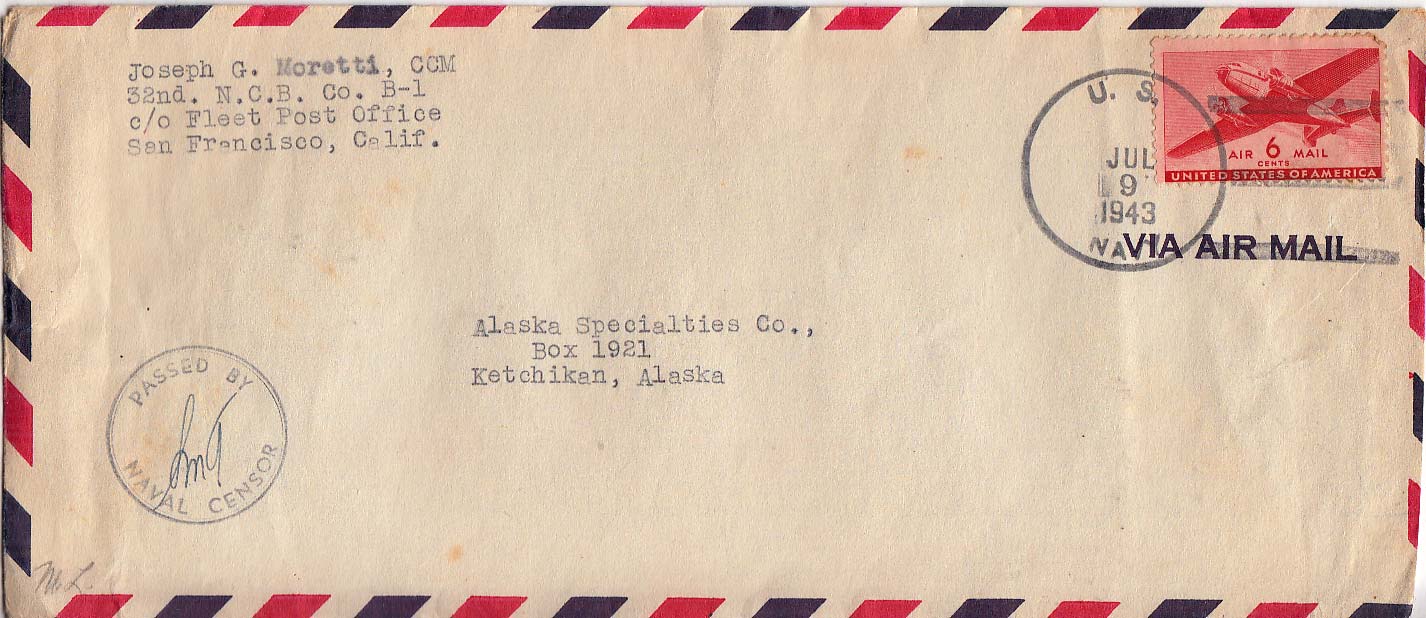 Joseph G. Moretti, CCM
32nd. N.C.B. Co. B-1
c/o Fleet Post Office
San Francisco, Calif.
U. S.
JUL
9
1943
NAVY
AIR 6 MAIL
CENTS
UNITED STATES OF AMERICA
VIA AIR MAIL
Alaska Specialties Co.,
Box 1921
Ketchikan, Alaska
PASSED BY
NAVAL CENSOR
M.L.